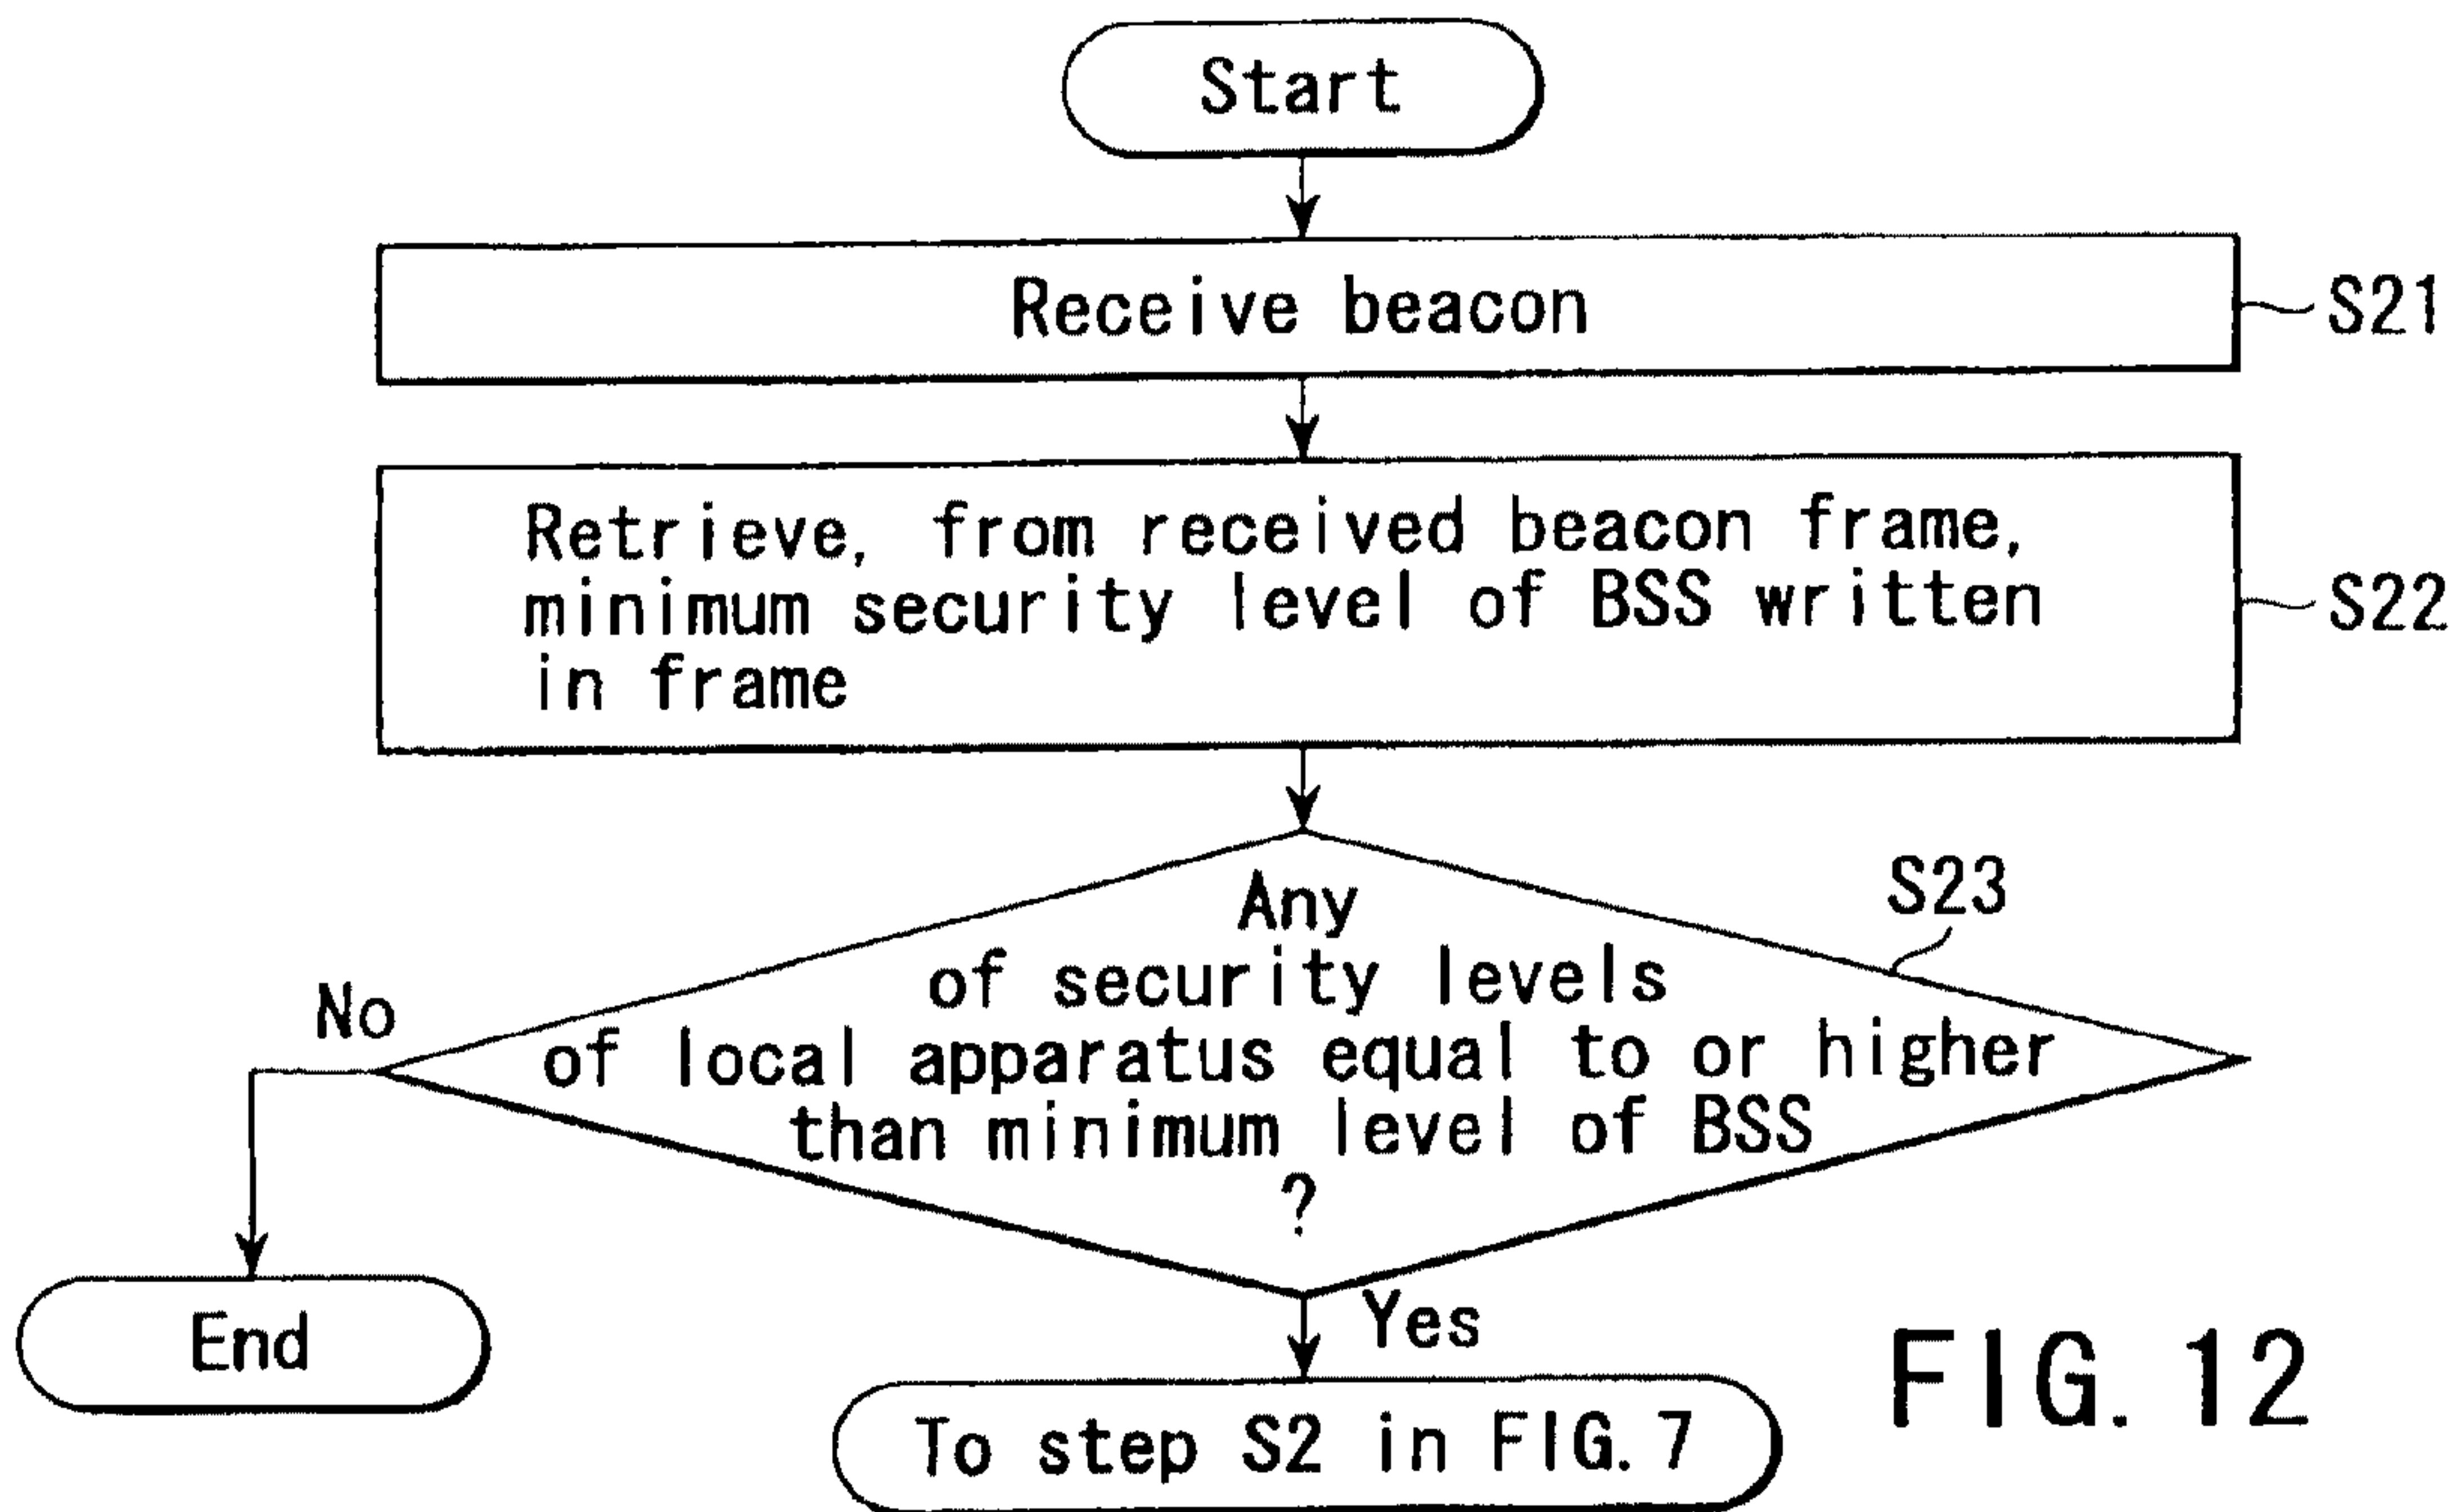 Start
Receive beacon
S21
Retrieve, from received beacon frame,
minimum security level of BSS written
in frame
S22
S23
Any
of security levels
of local apparatus equal to or higher
than minimum level of BSS
?
No
Yes
End
To step S2 in FIG. 7
FIG. 12